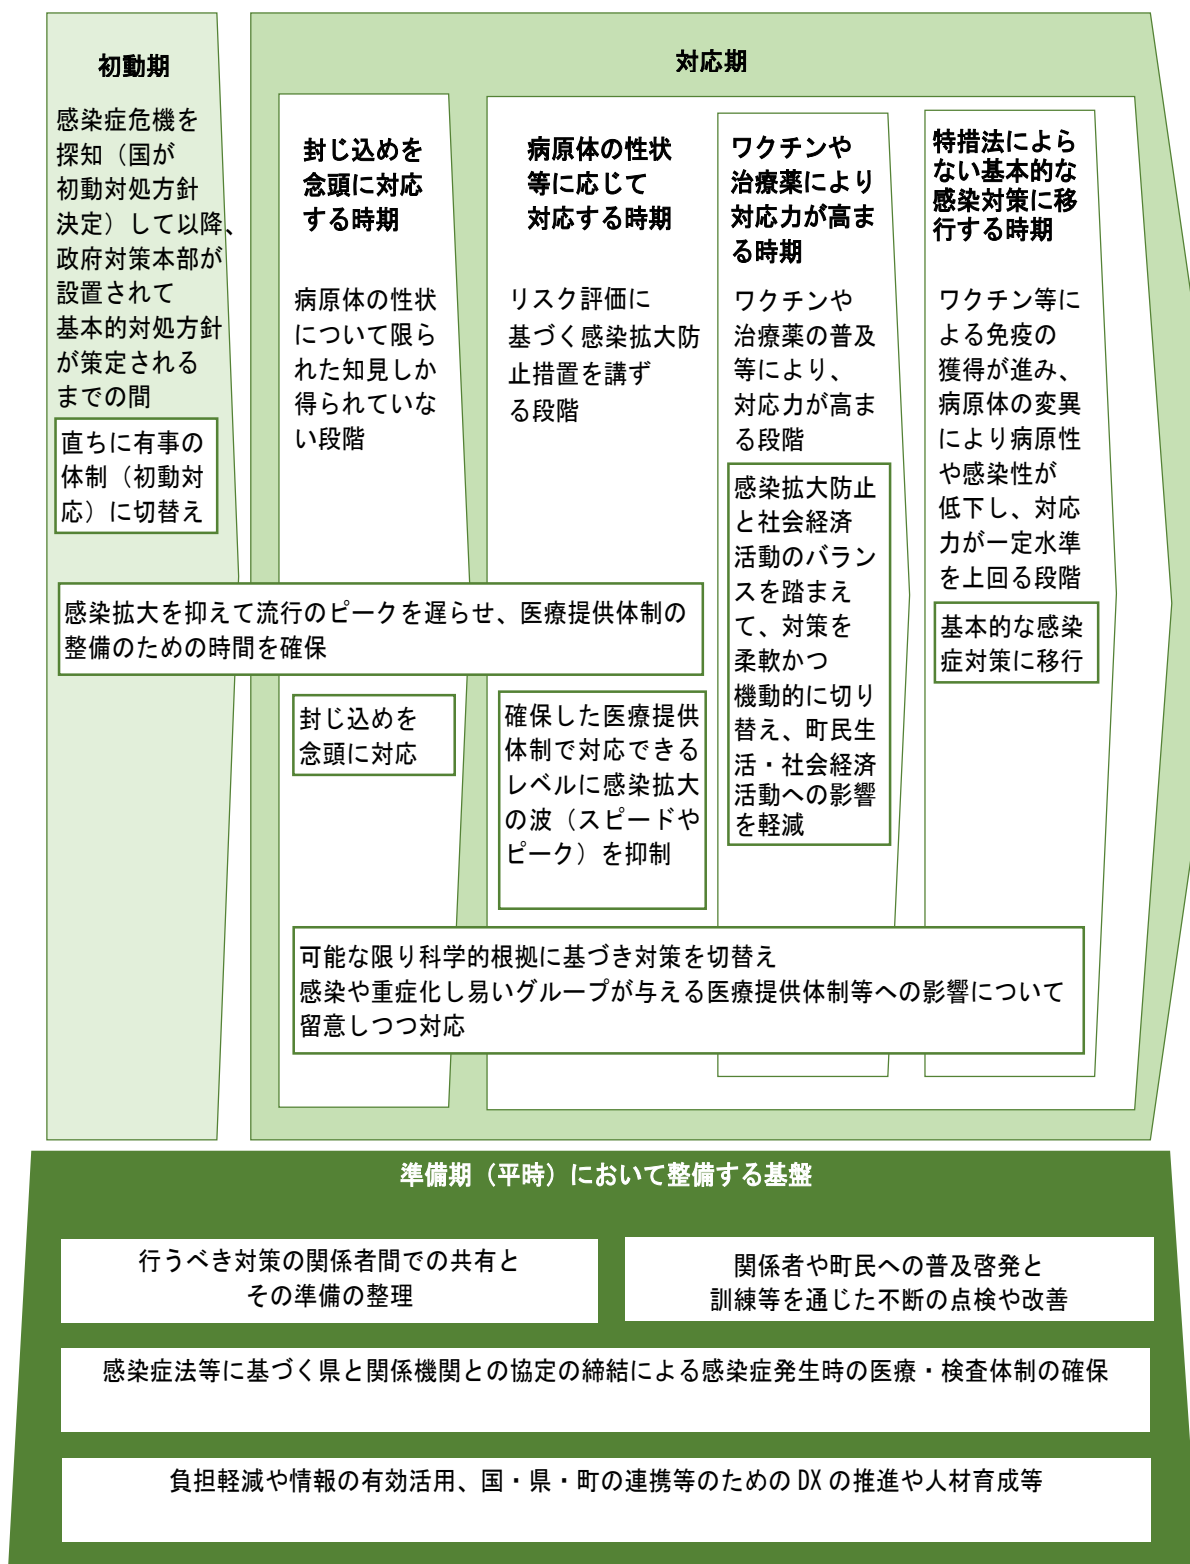 初動期
感染症危機を
探知（国が
初動対処方針
決定）して以降、
政府対策本部が
設置されて
基本的対処方針
が策定される
までの間
直ちに有事の
体制（初動対
応）に切替え
対応期
封じ込めを
念頭に対応
する時期
病原体の性状
について限ら
れた知見しか
得られていな
い段階
病原体の性状
等に応じて
対応する時期
リスク評価に
基づく感染拡大防
止措置を講ず
る段階
ワクチンや
治療薬により
対応力が高ま
る時期
ワクチンや
治療薬の普及
等により、
対応力が高ま
る段階
感染拡大防止
と社会経済
活動のバラン
スを踏まえ
て、対策を
柔軟かつ
機動的に切り
替え、町民生
活・社会経済
活動への影響
を軽減
特措法によら
ない基本的な
感染対策に移
行する時期
ワクチン等に
よる免疫の
獲得が進み、
病原体の変異
により病原性
や感染性が
低下し、対応
力が一定水準
を上回る段階
基本的な感染
症対策に移行
感染拡大を抑えて流行のピークを遅らせ、医療提供体制の
整備のための時間を確保
封じ込めを
念頭に対応
確保した医療提供
体制で対応できる
レベルに感染拡大
の波（スピードや
ピーク）を抑制
可能な限り科学的根拠に基づき対策を切替え
感染や重症化し易いグループが与える医療提供体制等への影響について
留意しつつ対応
準備期（平時）において整備する基盤
行うべき対策の関係者間での共有と
その準備の整理
関係者や町民への普及啓発と
訓練等を通じた不断の点検や改善
感染症法等に基づく県と関係機関との協定の締結による感染症発生時の医療・検査体制の確保
負担軽減や情報の有効活用、国・県・町の連携等のための DX の推進や人材育成等